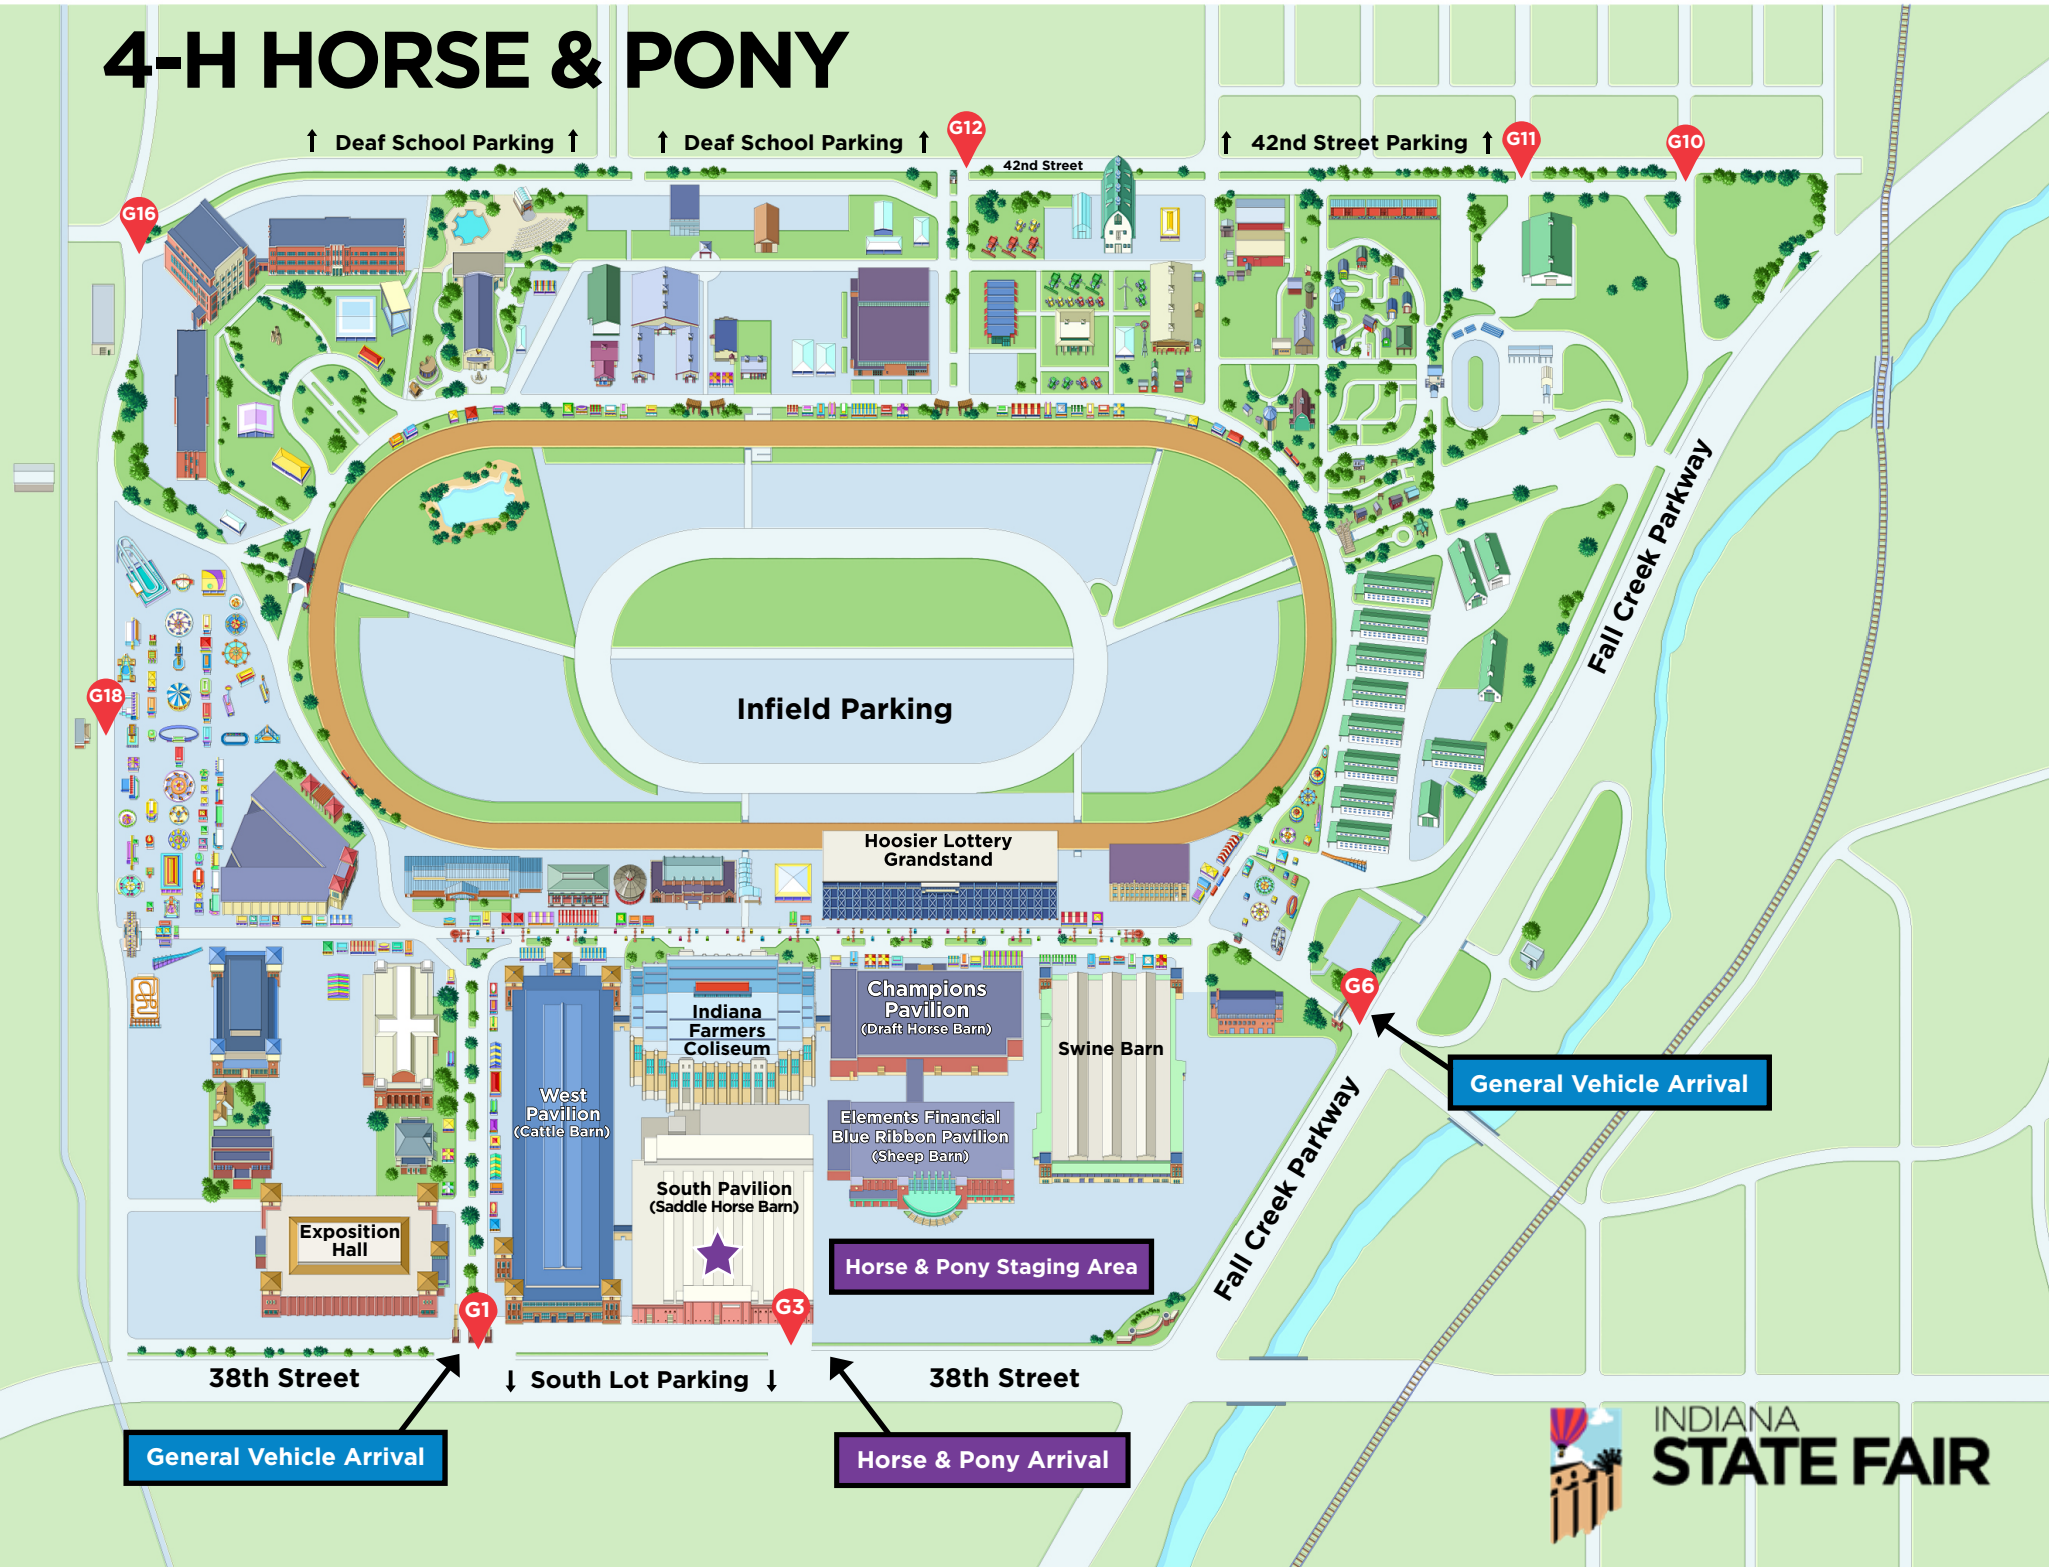 4-H HORSE & PONY
Deaf School Parking
Deaf School Parking
G12
42nd Street
42nd Street Parking
G11
G10
G16
Fall Creek Parkway
G18
Infield Parking
Hoosier Lottery
Grandstand
Champions
Pavilion
(Draft Horse Barn)
Indiana
Farmers
Coliseum
Swine Barn
G6
General Vehicle Arrival
West
Pavilion
(Cattle Barn)
Elements Financial
Blue Ribbon Pavilion
(Sheep Barn)
Fall Creek Parkway
South Pavilion
(Saddle Horse Barn)
Exposition
Hall
Horse & Pony Staging Area
G1
G3
38th Street
South Lot Parking
38th Street
General Vehicle Arrival
Horse & Pony Arrival
INDIANA
STATE FAIR